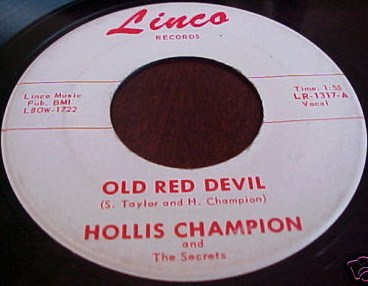 Linco
RECORDS
Linco Music
Pub. BMI
L8OW-1722
Time: 1:55
LR-1317-A
Vocal
OLD RED DEVIL
(S. Taylor and H. Champion)
HOLLIS CHAMPION
and
The Secrets